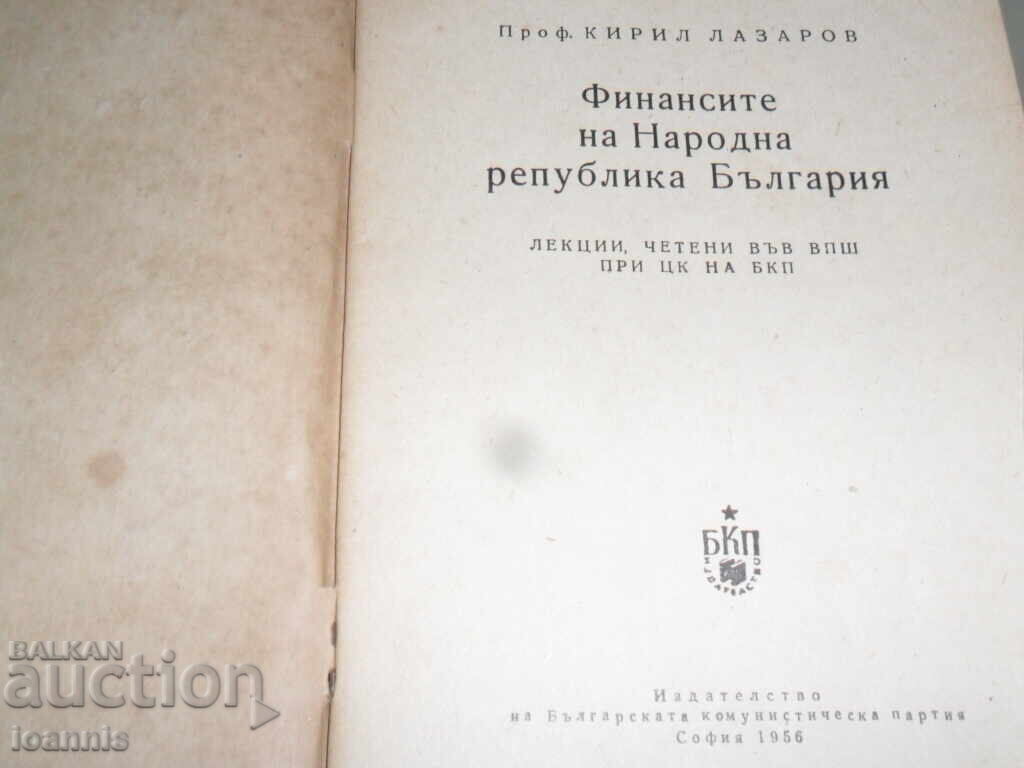 Проф. КИРИЛ ЛАЗАРОВ
Финансите
на Народна
република България
ЛЕКЦИИ, ЧЕТЕНИ ВЪВ ВПШ
ПРИ ЦК НА БКП
БКП
ИЗДАТЕЛСТВО
Издателство
на Българската комунистическа партия
София 1956
BALKAN
auction
ioannis